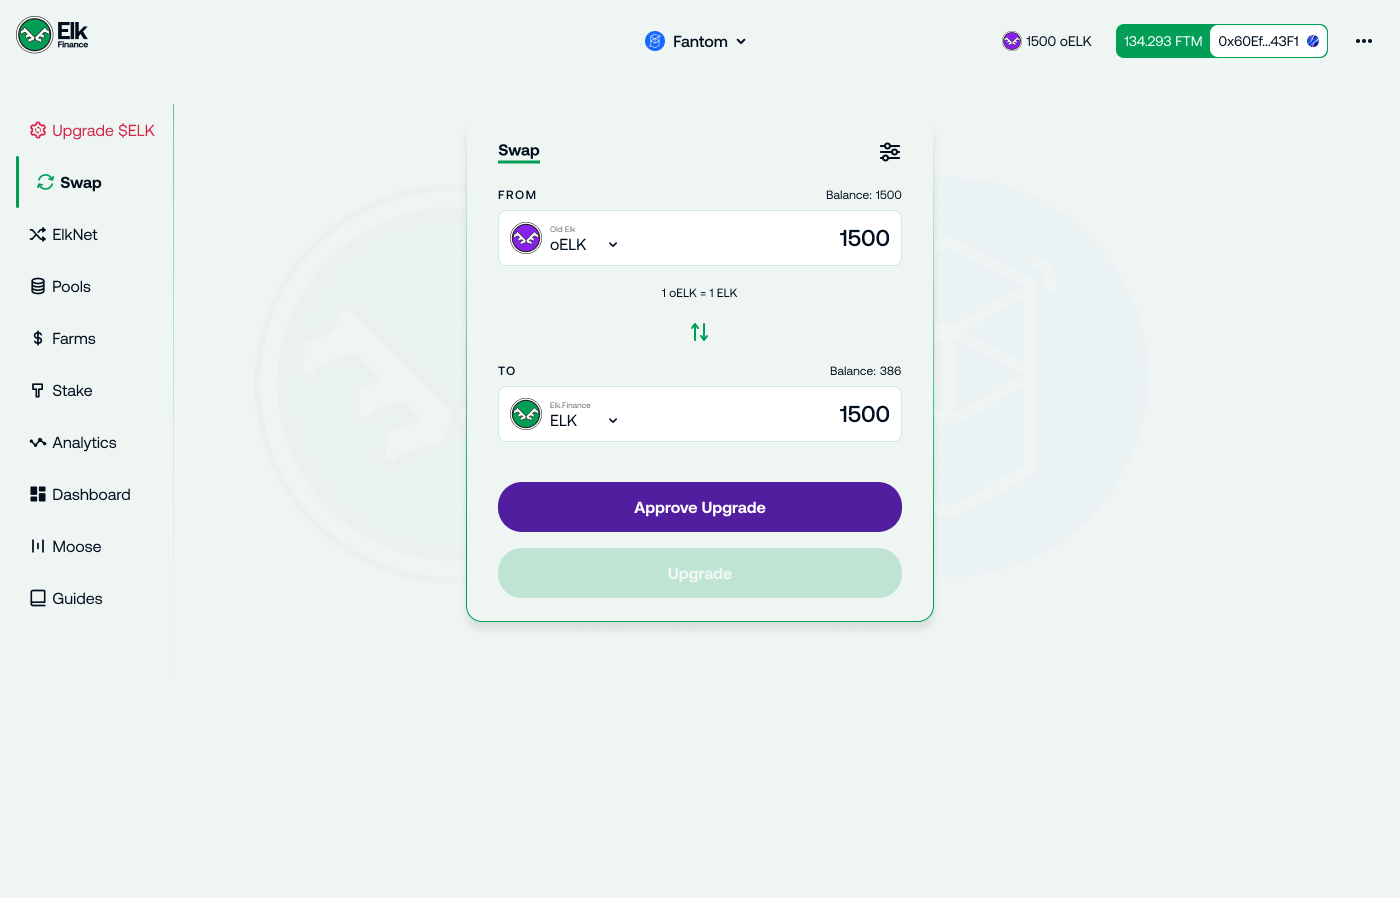 Elk
Finance
Fantom
1500 oELK
134.293 FTM
0x60Ef...43F1
Upgrade $ELK
Swap
ElkNet
Pools
Farms
Stake
Analytics
Dashboard
Moose
Guides
Swap
FROM
Balance: 1500
Old Elk
oELK
1500
1 oELK = 1 ELK
TO
Balance: 386
Elk.Finance
ELK
1500
Approve Upgrade
Upgrade